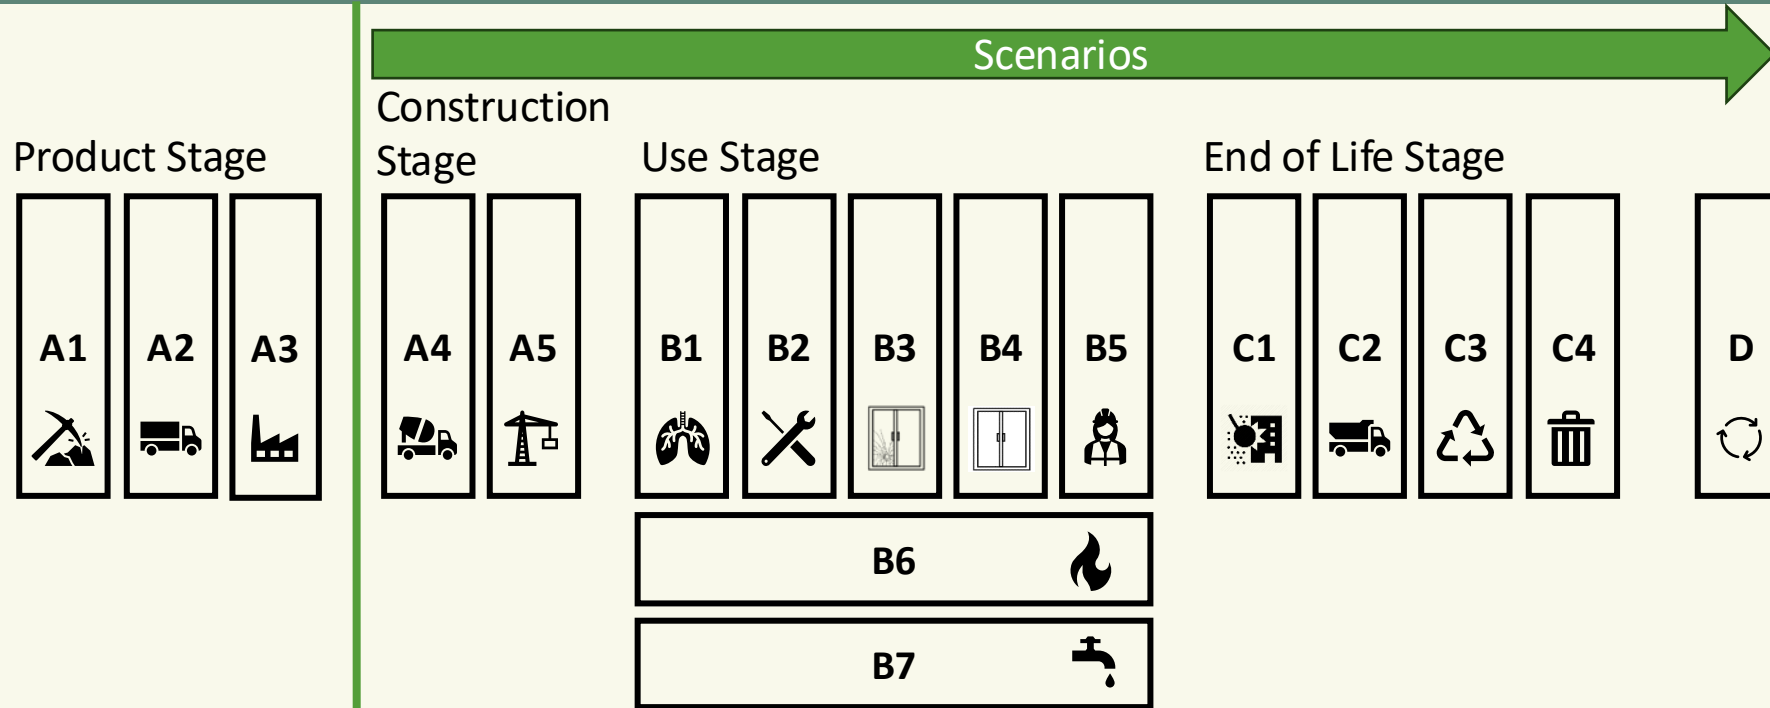 Scenarios
Construction
Stage
Product Stage
Use Stage
End of Life Stage
A1
A2
A3
A4
A5
B1
B2
B3
B4
B5
C1
C2
C3
C4
D
B6
B7